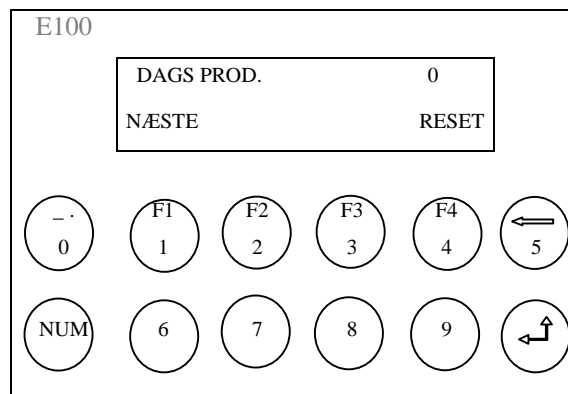 E100
DAGS PROD. 0
NÆSTE RESET
_ . F1 F2 F3 F4
0 1 2 3 4 5
NUM 6 7 8 9